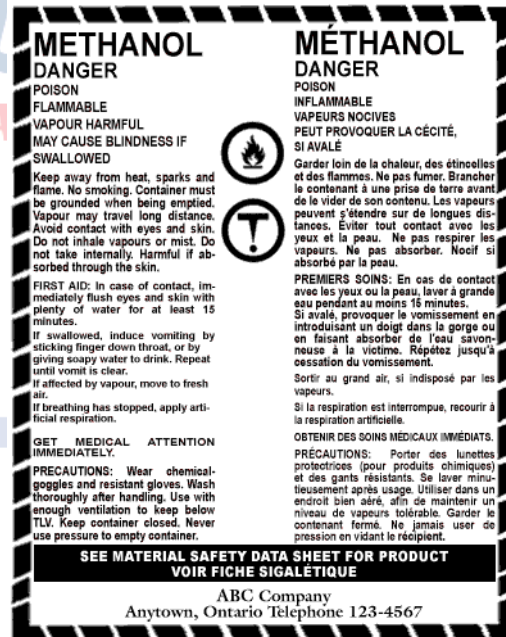 METHANOL
DANGER
POISON
FLAMMABLE
VAPOUR HARMFUL
MAY CAUSE BLINDNESS IF
SWALLOWED
Keep away from heat, sparks and
flame. No smoking. Container must
be grounded when being emptied.
Vapour may travel long distance.
Avoid contact with eyes and skin.
Do not inhale vapours or mist. Do
not take internally. Harmful if ab-
sorbed through the skin.
FIRST AID: In case of contact, im-
mediately flush eyes and skin with
plenty of water for at least 15
minutes.
If swallowed, induce vomiting by
sticking finger down throat, or by
giving soapy water to drink. Repeat
until vomit is clear.
If affected by vapour, move to fresh
air.
If breathing has stopped, apply arti-
ficial respiration.
GET MEDICAL ATTENTION
IMMEDIATELY.
PRECAUTIONS: Wear chemical-
goggles and resistant gloves. Wash
thoroughly after handling. Use with
enough ventilation to keep below
TLV. Keep container closed. Never
use pressure to empty container.
MÉTHANOL
DANGER
POISON
INFLAMMABLE
VAPEURS NOCIVES
PEUT PROVOQUER LA CÉCITÉ,
SI AVALÉ
Garder loin de la chaleur, des étincelles
et des flammes. Ne pas fumer. Brancher
le contenant à une prise de terre avant
de le vider de son contenu. Les vapeurs
peuvent s'étendre sur de longues dis-
tances. Éviter tout contact avec les
yeux et la peau. Ne pas respirer les
vapeurs. Ne pas absorber. Nocif si
absorbé par la peau.
PREMIERS SOINS: En cas de contact
avec les yeux ou la peau, laver à grande
eau pendant au moins 15 minutes.
Si avalé, provoquer le vomissement en
introduisant un doigt dans la gorge ou
en faisant absorber de l'eau savon-
neuse à la victime. Répétez jusqu'à
cessation du vomissement.
Sortir au grand air, si indisposé par les
vapeurs.
Si la respiration est interrompue, recourir à
la respiration artificielle.
OBTENIR DES SOINS MÉDICAUX IMMÉDIATS.
PRÉCAUTIONS: Porter des lunettes
protectrices (pour produits chimiques)
et des gants résistants. Se laver minu-
tieusement après usage. Utiliser dans un
endroit bien aéré, afin de maintenir un
niveau de vapeurs tolérable. Garder le
contenant fermé. Ne jamais user de
pression en vidant le récipient.
SEE MATERIAL SAFETY DATA SHEET FOR PRODUCT
VOIR FICHE SIGALÉTIQUE
ABC Company
Anytown, Ontario Telephone 123-4567